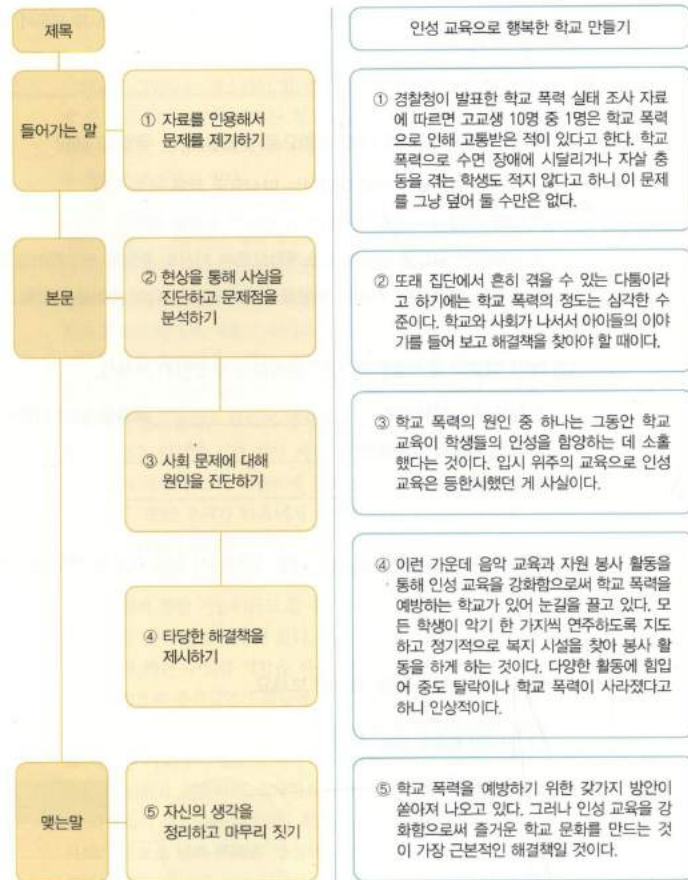 제목
인성 교육으로 행복한 학교 만들기
들어가는 말
① 자료를 인용해서
문제를 제기하기
① 경찰청이 발표한 학교 폭력 실태 조사 자료
에 따르면 고교생 10명 중 1명은 학교 폭력
으로 인해 고통받은 적이 있다고 한다. 학교
폭력으로 수면 장애에 시달리거나 자살 충
동을 겪는 학생도 적지 않다고 하니 이 문제
를 그냥 덮어 둘 수만은 없다.
본문
② 현상을 통해 사실을
진단하고 문제점을
분석하기
② 또래 집단에서 흔히 겪을 수 있는 다툼이라
고 하기에는 학교 폭력의 정도는 심각한 수
준이다. 학교와 사회가 나서서 아이들의 이야
기를 들어 보고 해결책을 찾아야 할 때이다.
③ 사회 문제에 대해
원인을 진단하기
③ 학교 폭력의 원인 중 하나는 그동안 학교
교육이 학생들의 인성을 함양하는 데 소홀
했다는 것이다. 입시 위주의 교육으로 인성
교육은 등한시했던 게 사실이다.
④ 타당한 해결책을
제시하기
④ 이런 가운데 음악 교육과 자원 봉사 활동을
통해 인성 교육을 강화함으로써 학교 폭력을
예방하는 학교가 있어 눈길을 끌고 있다. 모
든 학생이 악기 한 가지씩 연주하도록 지도
하고 정기적으로 복지 시설을 찾아 봉사 활
동을 하게 하는 것이다. 다양한 활동에 힘입
어 중도 탈락이나 학교 폭력이 사라졌다고
하니 인상적이다.
맺는말
⑤ 자신의 생각을
정리하고 마무리 짓기
⑤ 학교 폭력을 예방하기 위한 갖가지 방안이
쏟아져 나오고 있다. 그러나 인성 교육을 강
화함으로써 즐거운 학교 문화를 만드는 것
이 가장 근본적인 해결책일 것이다.